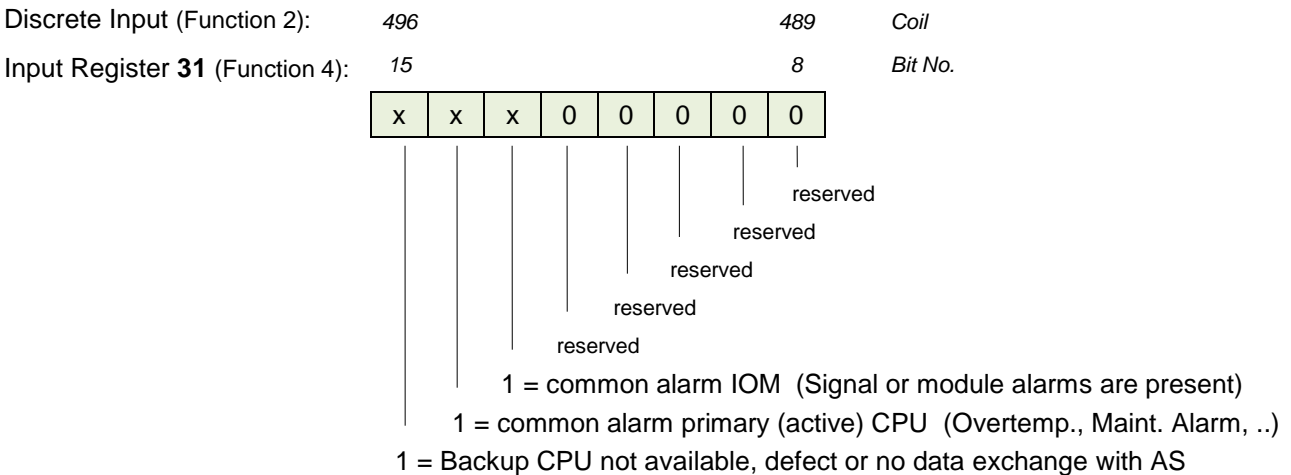 Discrete Input (Function 2): 496 489 Coil
Input Register 31 (Function 4): 15 8 Bit No.
x x x 0 0 0 0 0
reserved
reserved
reserved
reserved
reserved
1 = common alarm IOM (Signal or module alarms are present)
1 = common alarm primary (active) CPU (Overtemp., Maint. Alarm, ..)
1 = Backup CPU not available, defect or no data exchange with AS